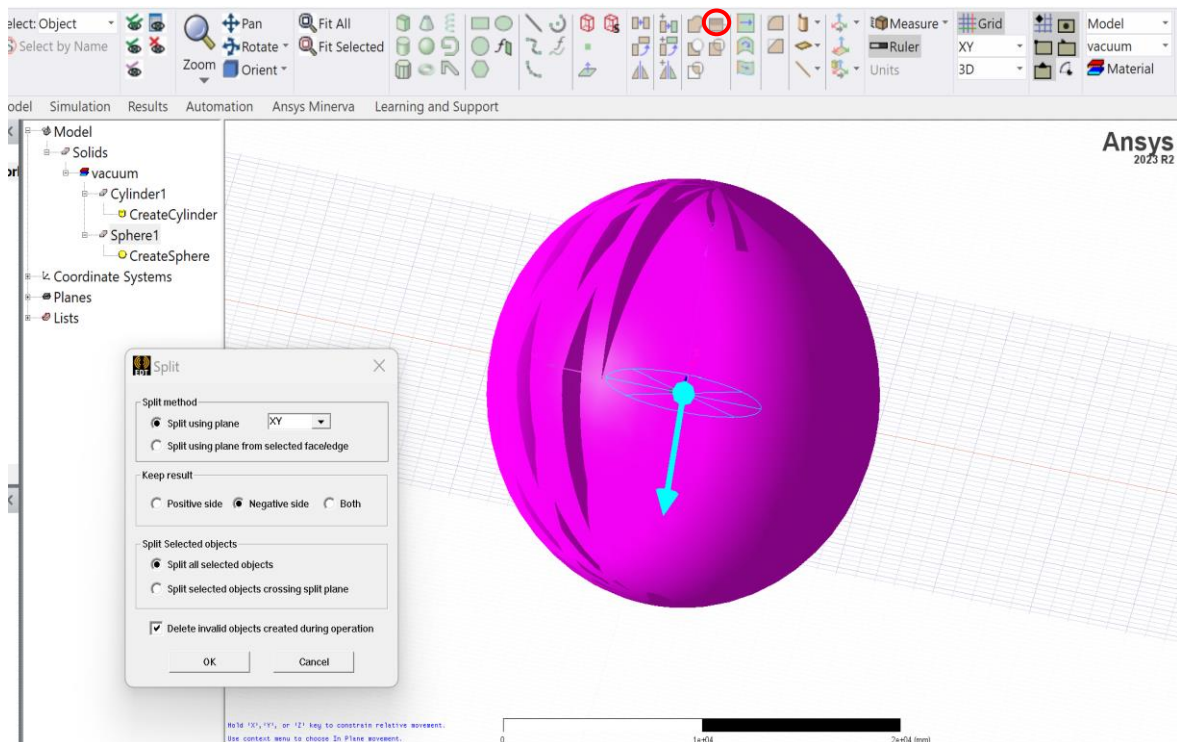 elect: Object
Select by Name
Zoom
Pan
Rotate
Orient
Fit All
Fit Selected
Measure
Ruler
Units
Grid
XY
3D
Model
vacuum
Material
odel Simulation Results Automation Ansys Minerva Learning and Support
Model
Solids
vacuum
Cylinder1
CreateCylinder
Sphere1
CreateSphere
Coordinate Systems
Planes
Lists
Ansys
2023 R2
EDT
Split
Split method
Split using plane XY
Split using plane from selected face/edge
Keep result
Positive side Negative side Both
Split Selected objects
Split all selected objects
Split selected objects crossing split plane
Delete invalid objects created during operation
OK Cancel
Hold 'X','Y', or 'Z' key to constrain relative movement.
Use context menu to choose In Plane movement.
0 1e+04 2e+04 (mm)